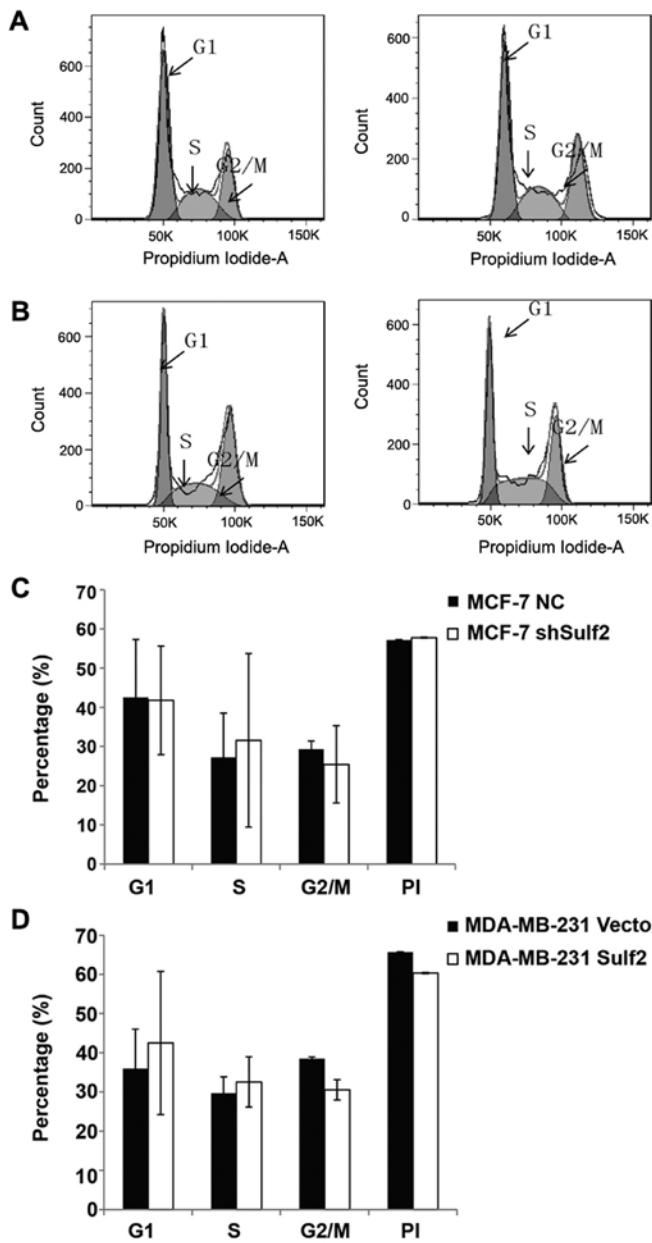 A
Count
600
400
200
0
G1
S
G2/M
50K 100K 150K
Propidium Iodide-A
Count
600
400
200
0
G1
S
G2/M
50K 100K 150K
Propidium Iodide-A
B
Count
600
400
200
0
G1
S
G2/M
50K 100K 150K
Propidium Iodide-A
Count
600
400
200
0
G1
S
G2/M
50K 100K 150K
Propidium Iodide-A
C
Percentage (%)
70
60
50
40
30
20
10
0
MCF-7 NC
MCF-7 shSulf2
G1 S G2/M PI
D
Percentage (%)
70
60
50
40
30
20
10
0
MDA-MB-231 Vecto
MDA-MB-231 Sulf2
G1 S G2/M PI